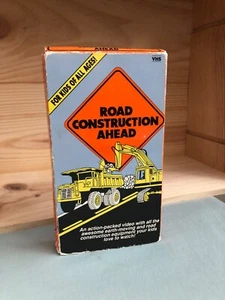 VHS
FOR KIDS OF ALL AGES!
ROAD
CONSTRUCTION
AHEAD
An action-packed video with all the
awesome earth-moving and road
construction equipment your kids
love to watch!